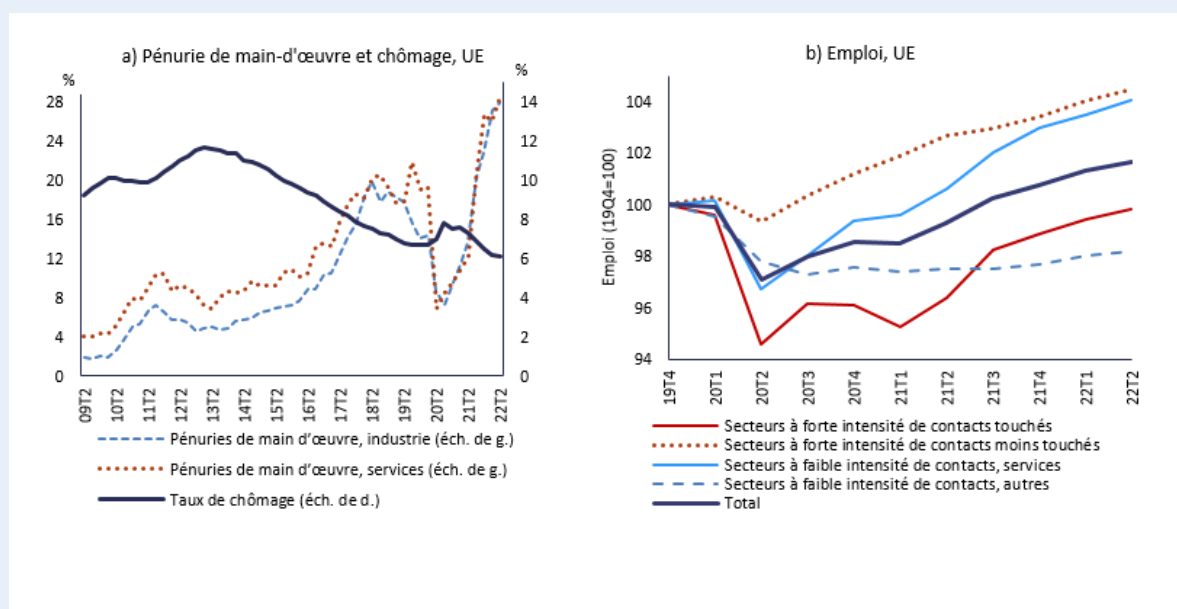 a) Pénurie de main-d'œuvre et chômage, UE
%
%
28
24
20
16
12
8
4
0
14
12
10
8
6
4
2
0
09T2
10T2
11T2
12T2
13T2
14T2
15T2
16T2
17T2
18T2
19T2
20T2
21T2
22T2
Pénuries de main d'œuvre, industrie (éch. de g.)
Pénuries de main d'œuvre, services (éch. de g.)
Taux de chômage (éch. de d.)
b) Emploi, UE
Emploi (19Q4=100)
104
102
100
98
96
94
19T4
20T1
20T2
20T3
20T4
21T1
21T2
21T3
21T4
22T1
22T2
Secteurs à forte intensité de contacts touchés
Secteurs à forte intensité de contacts moins touchés
Secteurs à faible intensité de contacts, services
Secteurs à faible intensité de contacts, autres
Total